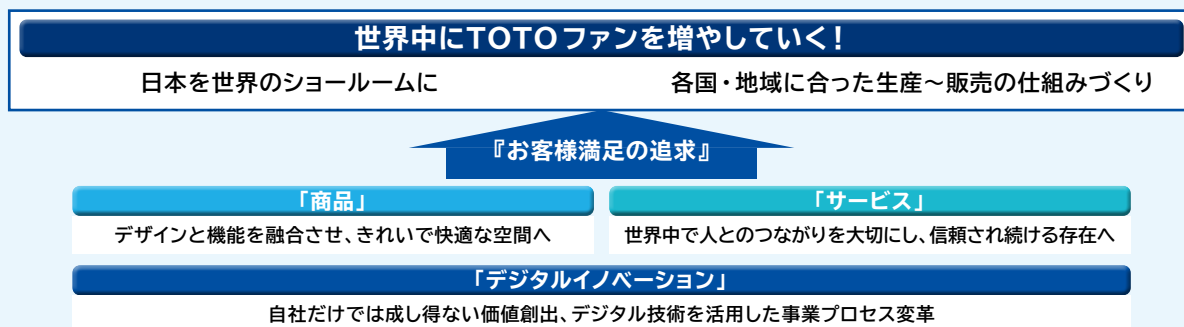 世界中にTOTOファンを増やしていく！
日本を世界のショールームに
各国・地域に合った生産～販売の仕組みづくり
『お客様満足の追求』
「商品」
デザインと機能を融合させ、きれいで快適な空間へ
「サービス」
世界中で人とのつながりを大切にし、信頼され続ける存在へ
「デジタルイノベーション」
自社だけでは成し得ない価値創出、デジタル技術を活用した事業プロセス変革